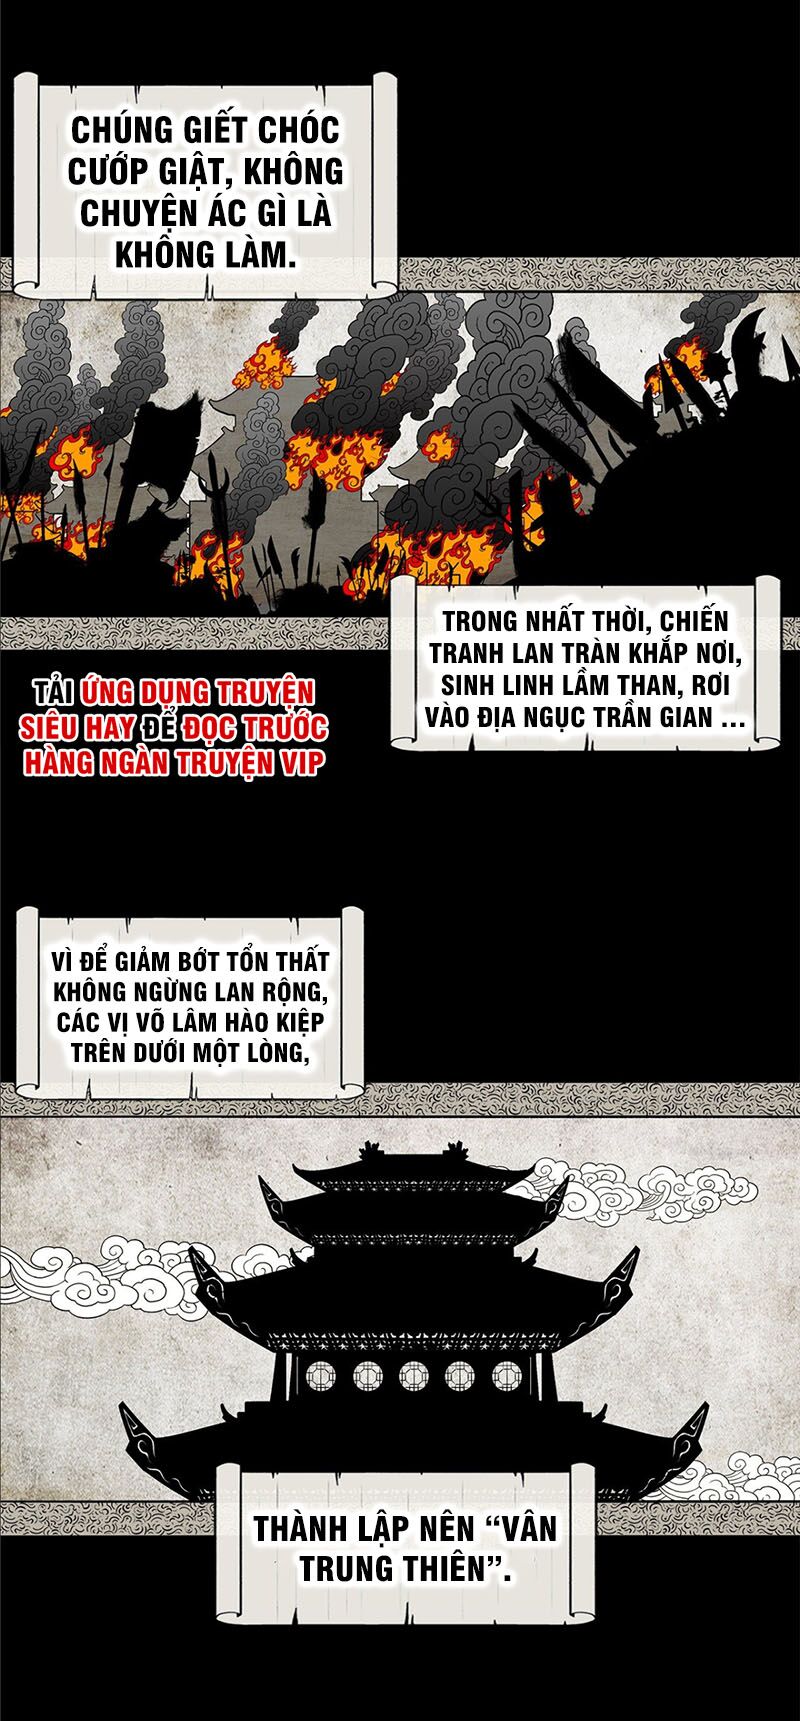 CHÚNG GIẾT CHÓC
CƯỚP GIẬT, KHÔNG
CHUYỆN ÁC GÌ LÀ
KHÔNG LÀM.
TRONG NHẤT THỜI, CHIẾN
TRANH LAN TRÀN KHẮP NƠI,
SINH LINH LẦM THAN, RƠI
VÀO ĐỊA NGỤC TRẦN GIAN ...
TẢI ỨNG DỤNG TRUYỆN
SIÊU HAY ĐỂ ĐỌC TRƯỚC
HÀNG NGÀN TRUYỆN VIP
VÌ ĐỂ GIẢM BỚT TỔN THẤT
KHÔNG NGỪNG LAN RỘNG,
CÁC VỊ VÕ LÂM HÀO KIỆP
TRÊN DƯỚI MỘT LÒNG,
THÀNH LẬP NÊN “VÂN
TRUNG THIÊN”.